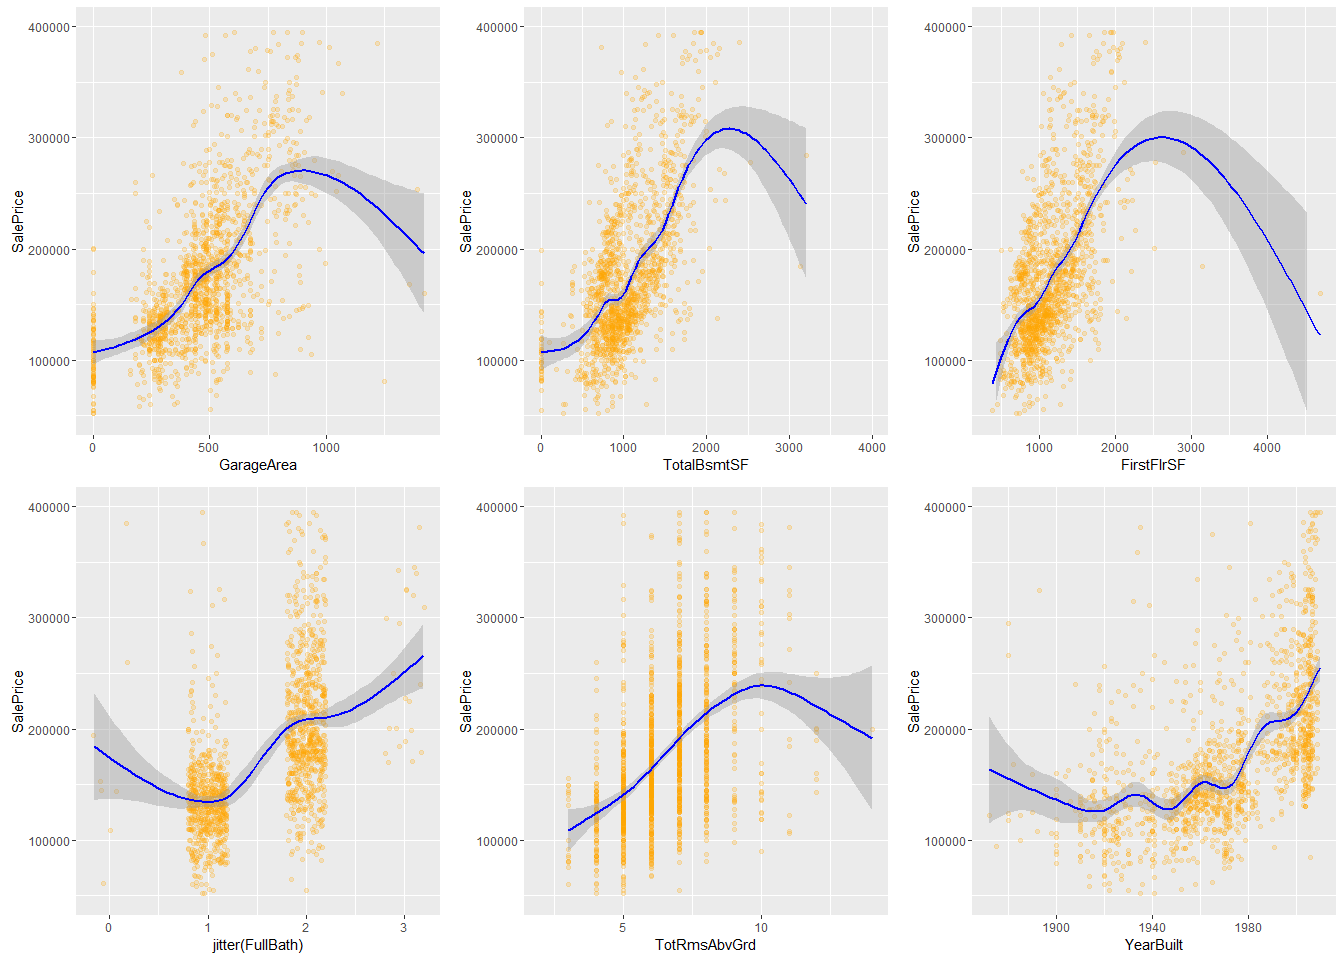 400000
300000
200000
100000
SalePrice
0 500 1000
GarageArea
400000
300000
200000
100000
SalePrice
0 1000 2000 3000 4000
TotalBsmtSF
400000
300000
200000
100000
SalePrice
1000 2000 3000 4000
FirstFlrSF
400000
300000
200000
100000
SalePrice
0 1 2 3
jitter(FullBath)
400000
300000
200000
100000
SalePrice
5 10
TotRmsAbvGrd
400000
300000
200000
100000
SalePrice
1900 1940 1980
YearBuilt